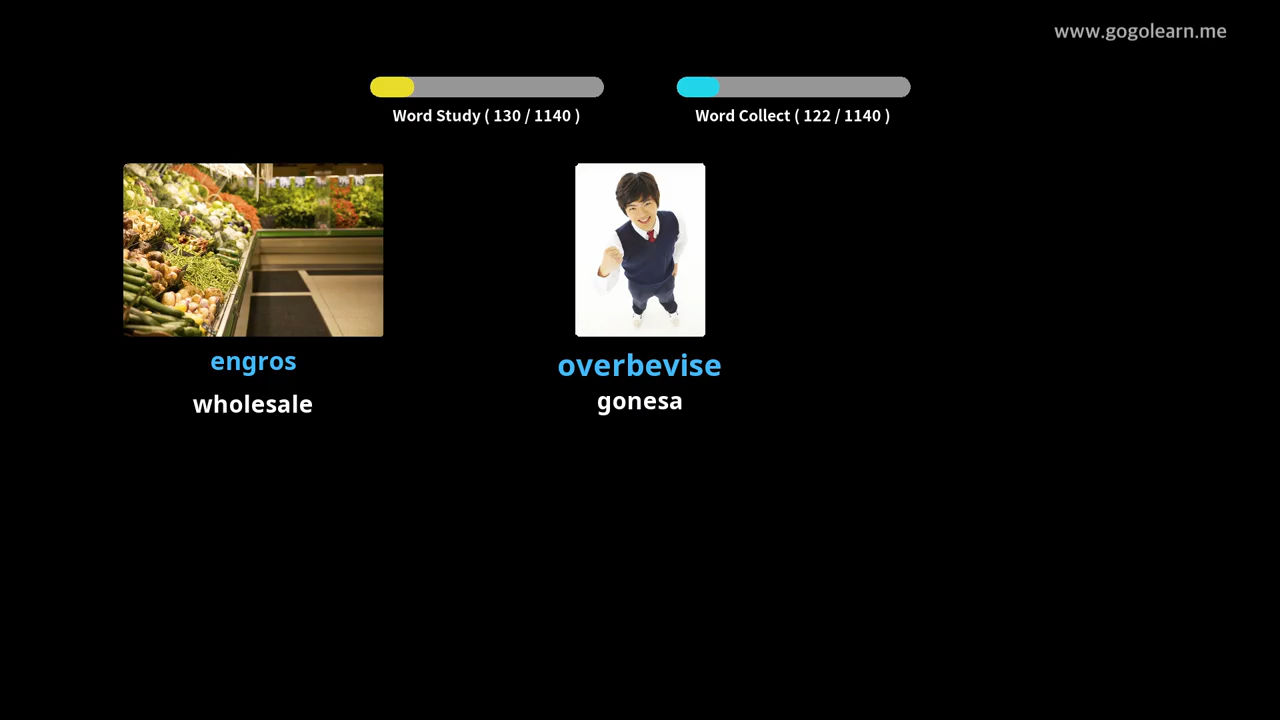 www.gogolearn.me
Word Study ( 130 / 1140 )
Word Collect ( 122 / 1140 )
engros
wholesale
overbevise
gonesa